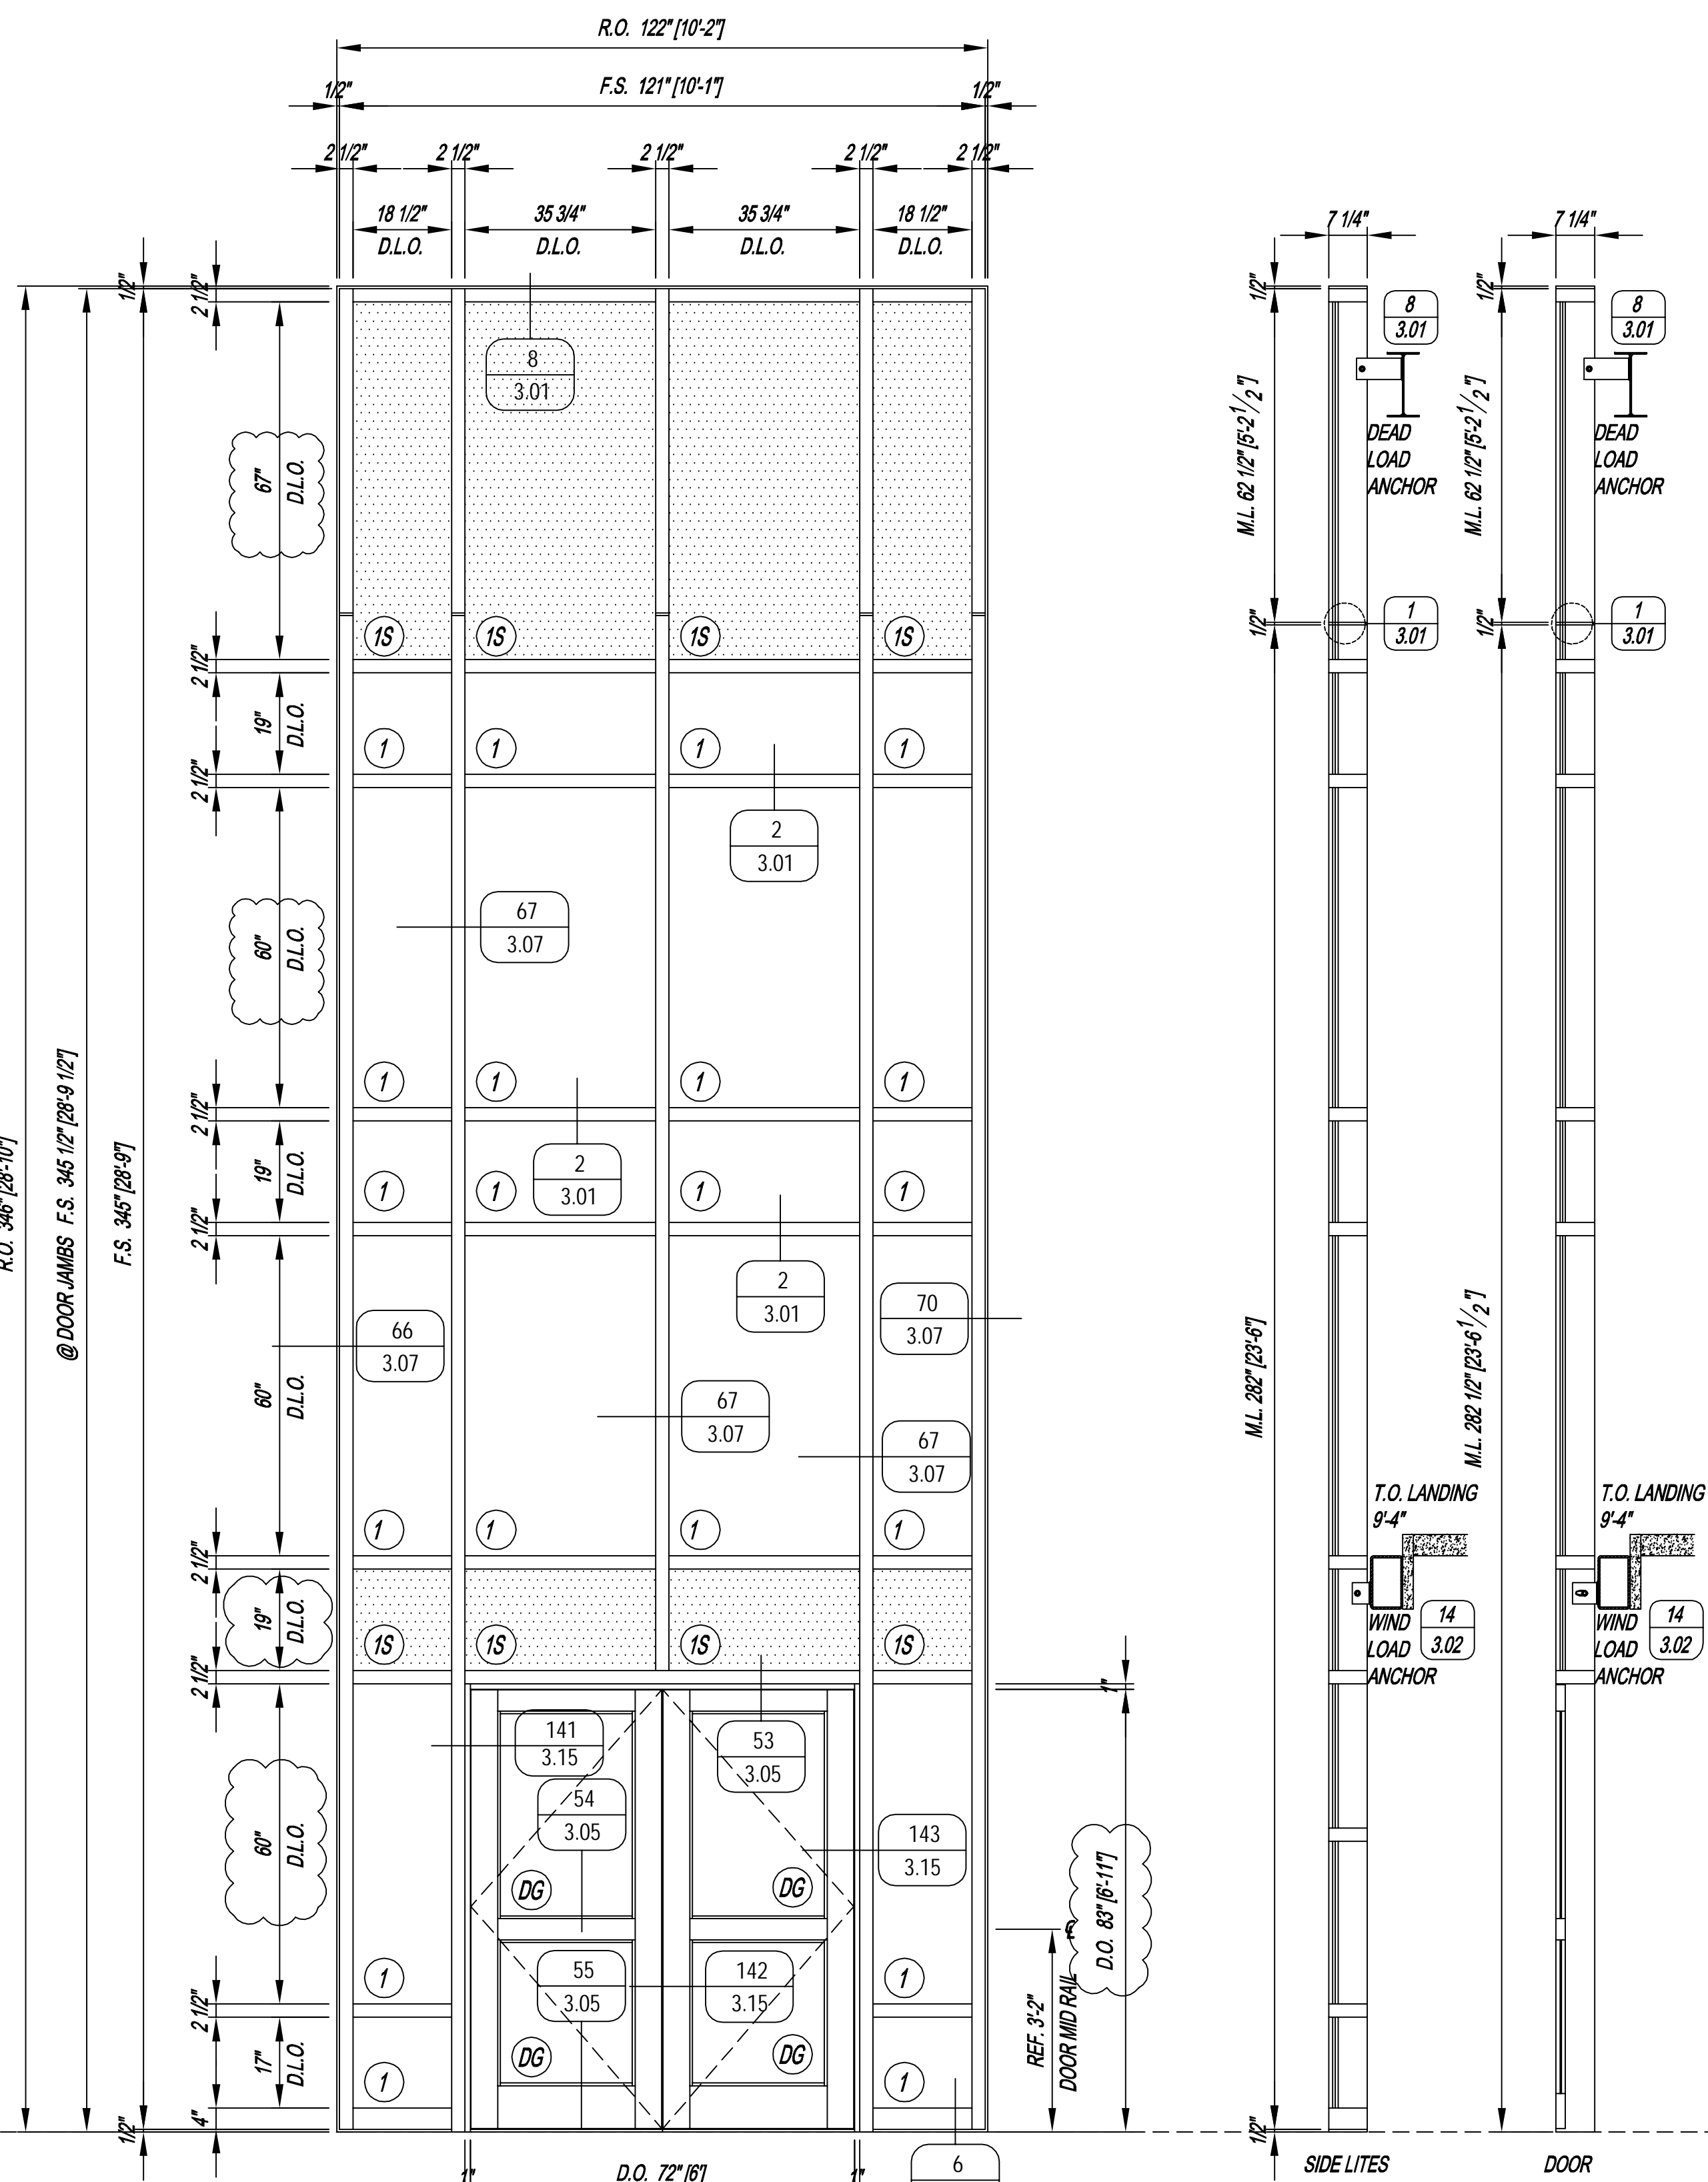 R.O. 122" [10'-2"]
F.S. 121" [10'-1"]
1/2"
1/2"
2 1/2"
2 1/2"
2 1/2"
2 1/2"
2 1/2"
18 1/2"
D.L.O.
35 3/4"
D.L.O.
35 3/4"
D.L.O.
18 1/2"
D.L.O.
R.O. 346" [28'-10"]
@ DOOR JAMBS F.S. 345 1/2" [28'-9 1/2"]
F.S. 345" [28'-9"]
1/2"
1/2"
2 1/2"
67"
D.L.O.
2 1/2"
19"
D.L.O.
2 1/2"
60"
D.L.O.
2 1/2"
19"
D.L.O.
2 1/2"
60"
D.L.O.
2 1/2"
19"
D.L.O.
2 1/2"
60"
D.L.O.
2 1/2"
17"
D.L.O.
4"
8
3.01
1S
1S
1S
1S
1
1
1
1
2
3.01
67
3.07
1
1
1
1
2
3.01
1
1
1
1
2
3.01
70
3.07
66
3.07
67
3.07
67
3.07
1
1
1
1
1S
1S
1S
1S
141
3.15
53
3.05
54
3.05
143
3.15
DG
DG
1
1
55
3.05
142
3.15
DG
DG
1
1
6
1"
D.O. 72" [6']
1"
1"
D.O. 83" [6'-11"]
REF. 3'-2"
DOOR MID RAIL
7 1/4"
1/2"
8
3.01
DEAD
LOAD
ANCHOR
M.L. 62 1/2" [5'-2 1/2"]
1/2"
1
3.01
M.L. 282" [23'-6"]
T.O. LANDING
9'-4"
WIND
LOAD
ANCHOR
14
3.02
1/2"
SIDE LITES
7 1/4"
1/2"
8
3.01
DEAD
LOAD
ANCHOR
M.L. 62 1/2" [5'-2 1/2"]
1/2"
1
3.01
M.L. 282 1/2" [23'-6 1/2"]
T.O. LANDING
9'-4"
WIND
LOAD
ANCHOR
14
3.02
DOOR